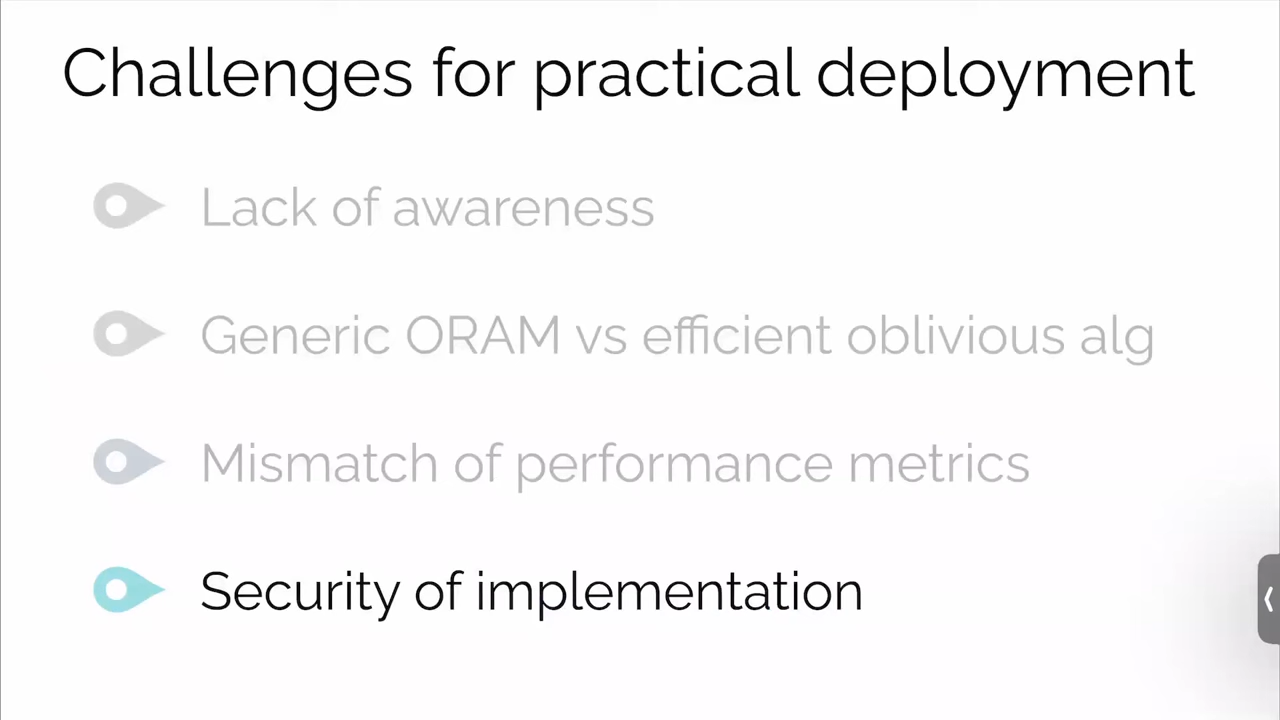 Challenges for practical deployment
Lack of awareness
Generic ORAM vs efficient oblivious alg
Mismatch of performance metrics
Security of implementation